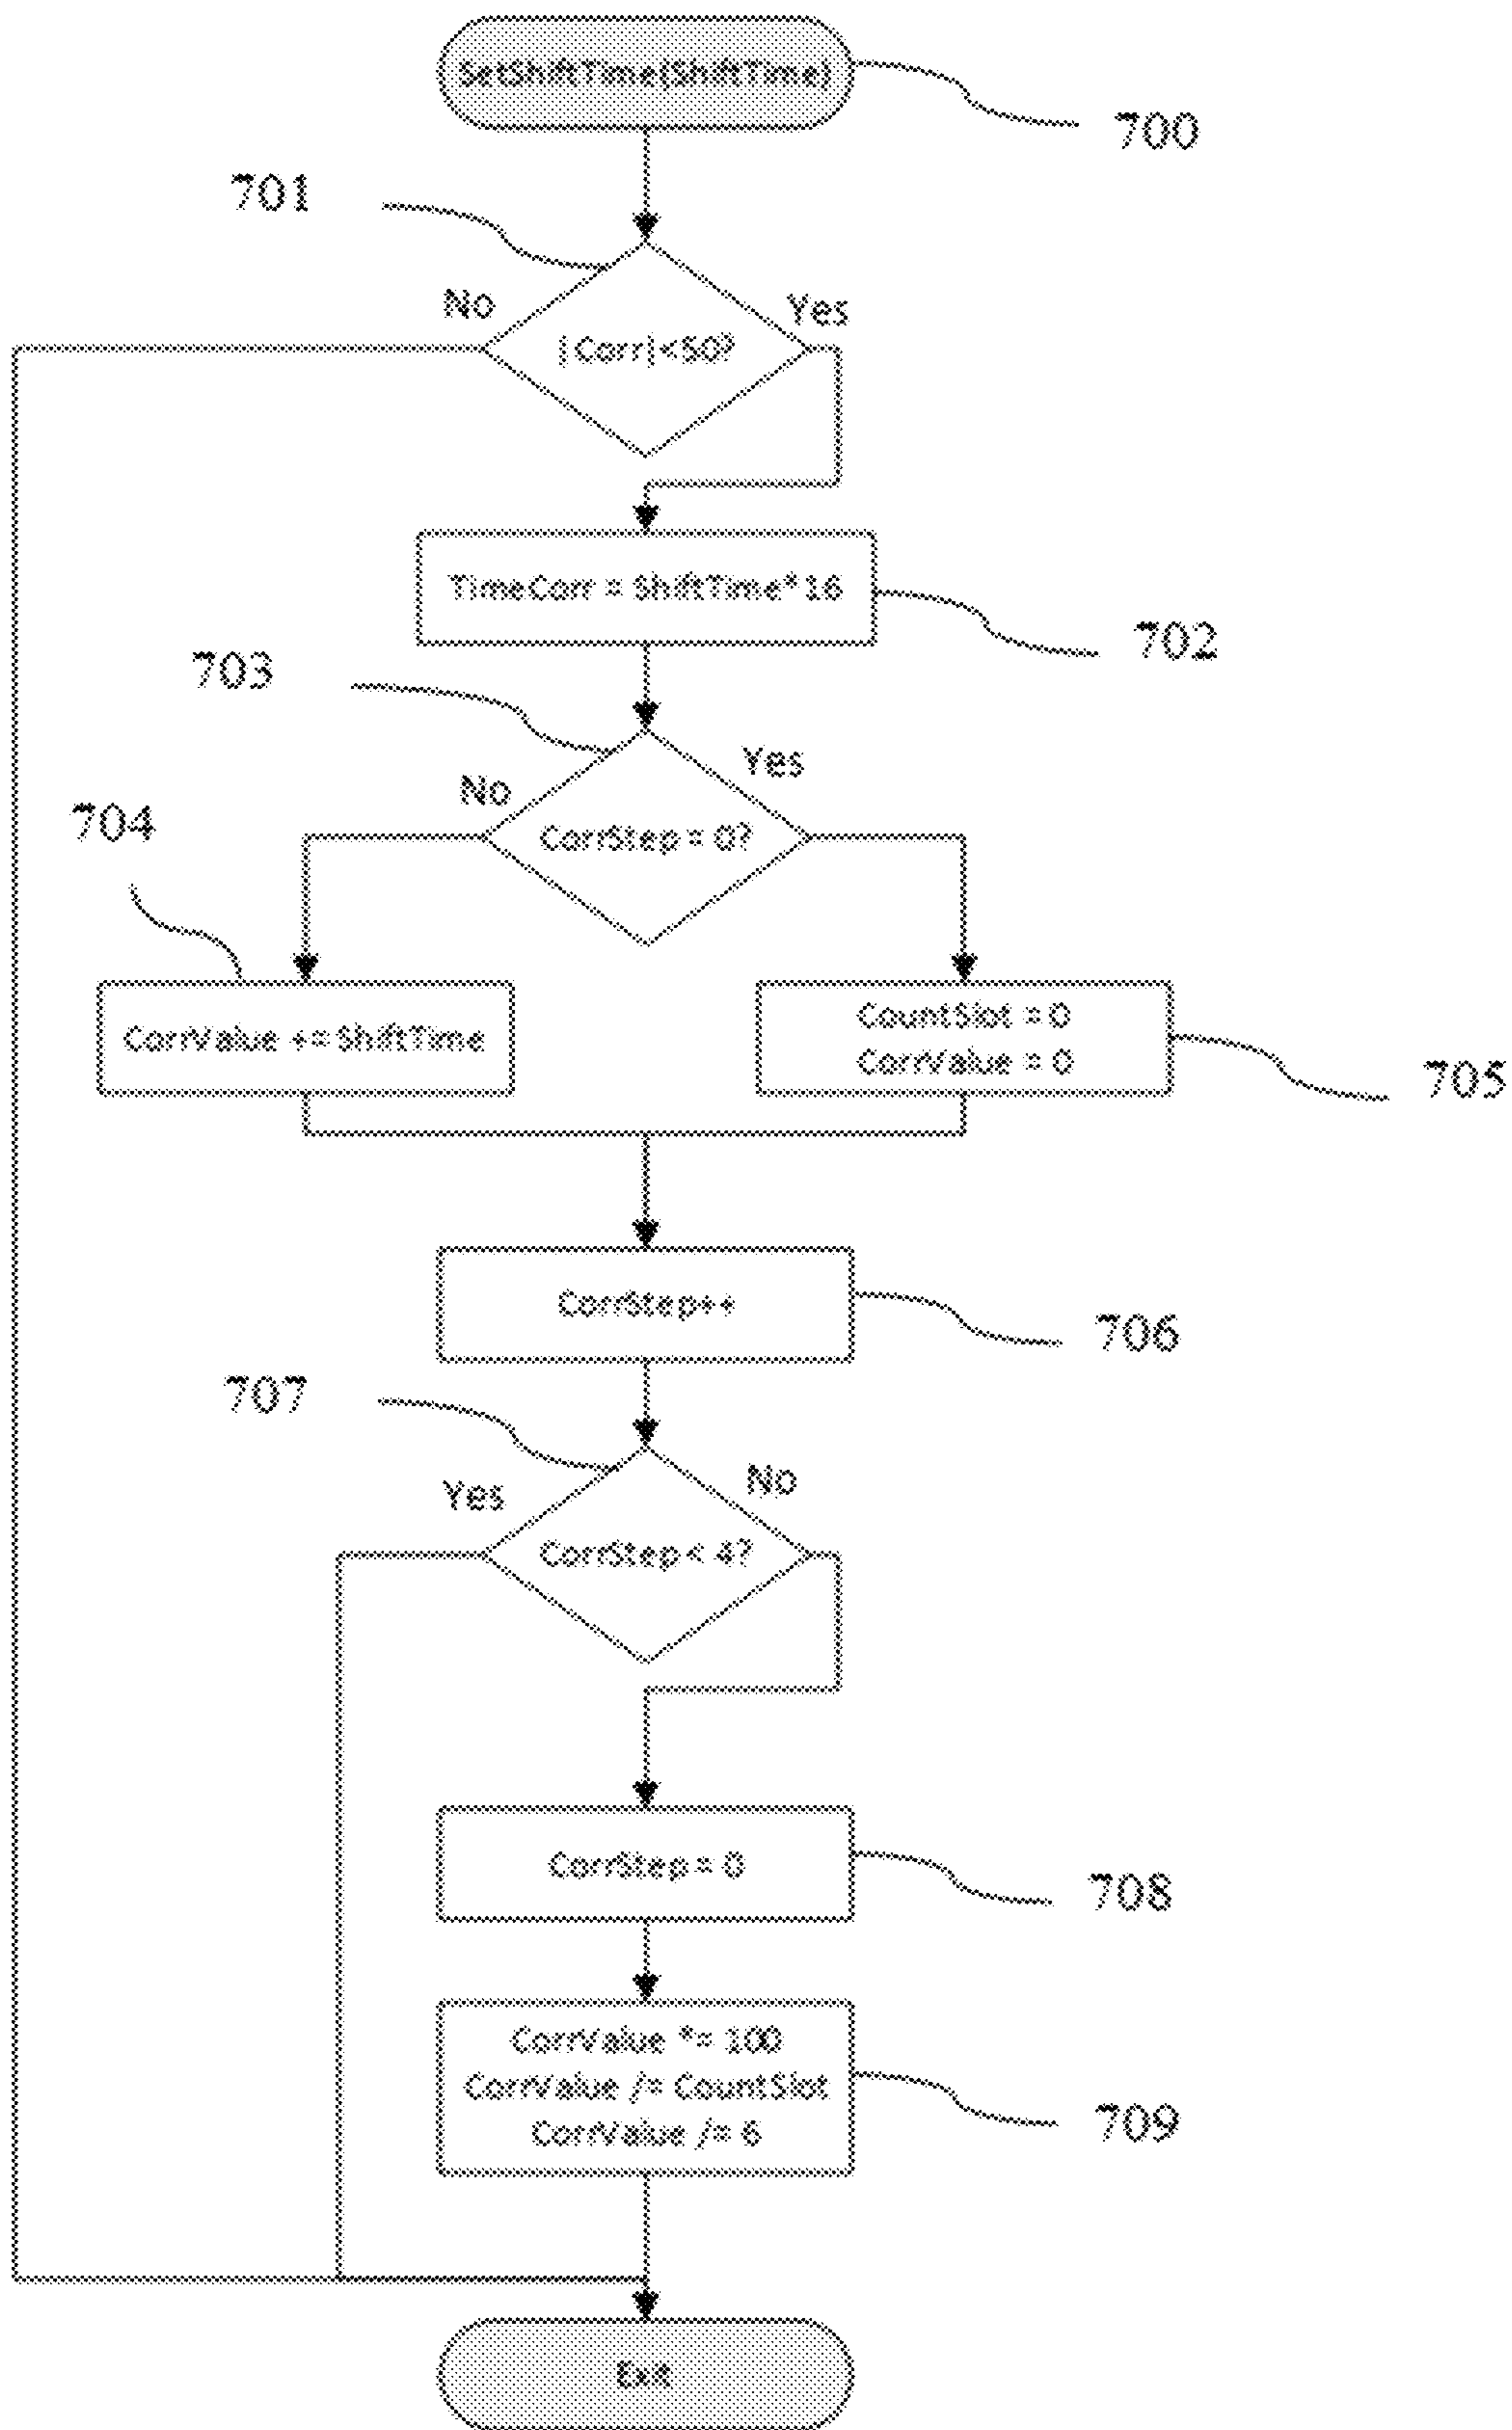 SetShiftTime(ShiftTime)
700
701
No
Yes
|Corr|<50?
TimeCorr = ShiftTime*16
702
703
Yes
No
704
CorrStep = 0?
CorrValue += ShiftTime
CountSlot = 0
CorrValue = 0
705
CorrStep++
706
707
Yes
No
CorrStep < 4?
CorrStep = 0
708
CorrValue *= 100
CorrValue /= CountSlot
CorrValue /= 6
709
Exit